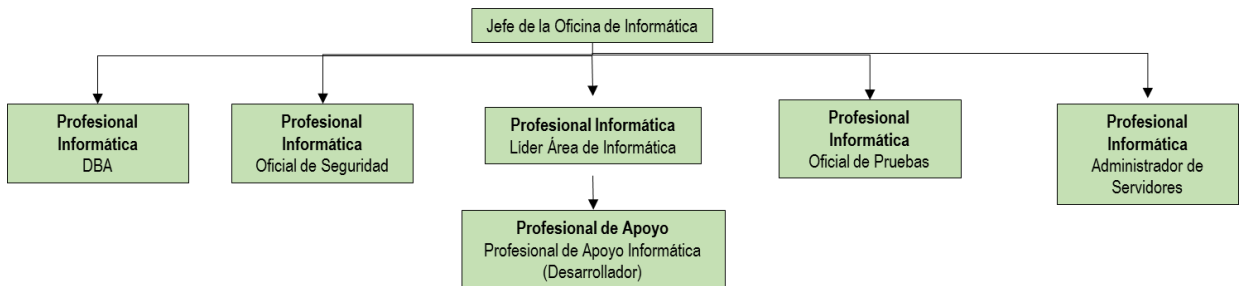 Jefe de la Oficina de Informática
Profesional
Informática
DBA
Profesional
Informática
Oficial de Seguridad
Profesional Informática
Lider Área de Informática
Profesional
Informática
Oficial de Pruebas
Profesional
Informática
Administrador de
Servidores
Profesional de Apoyo
Profesional de Apoyo Informática
(Desarrollador)